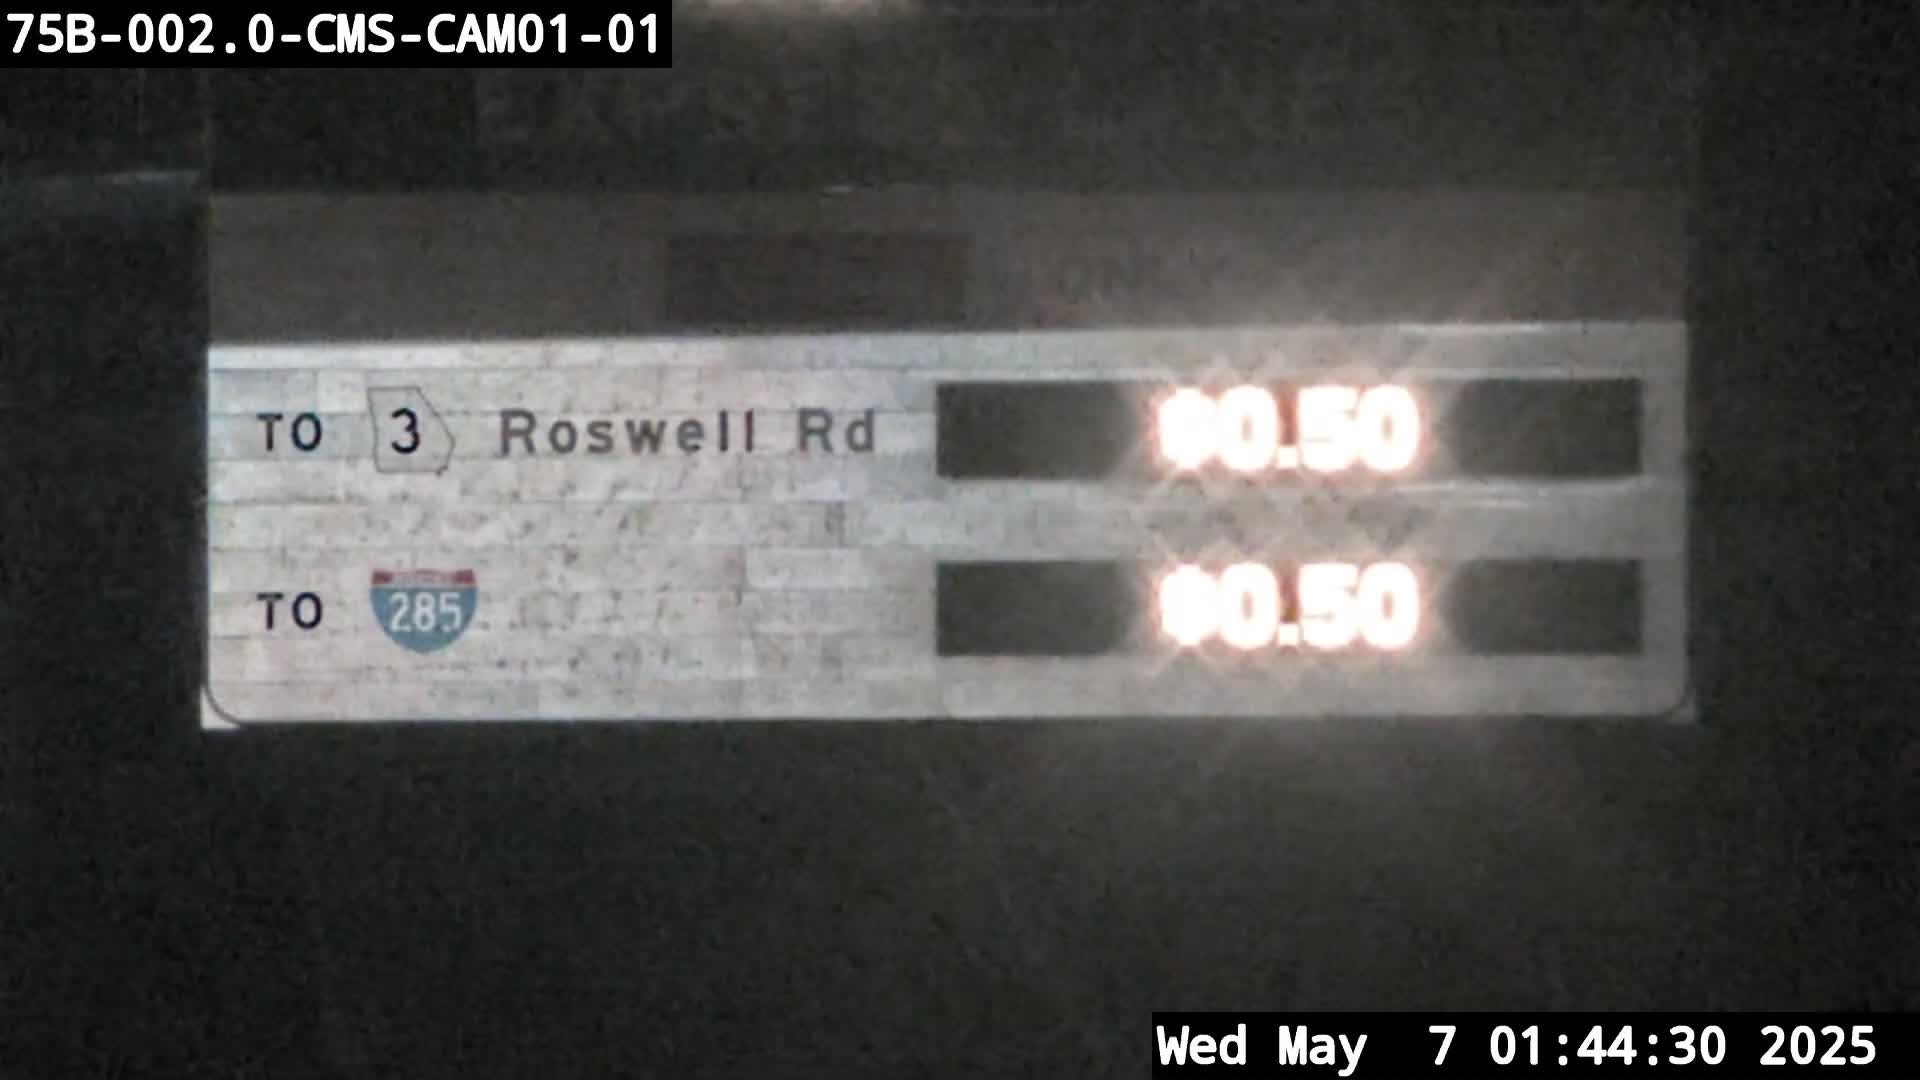 75B-002.0-CMS-CAM01-01
ONLY
TO 3 Roswell Rd $0.50
TO 285 $0.50
Wed May 7 01:44:30 2025